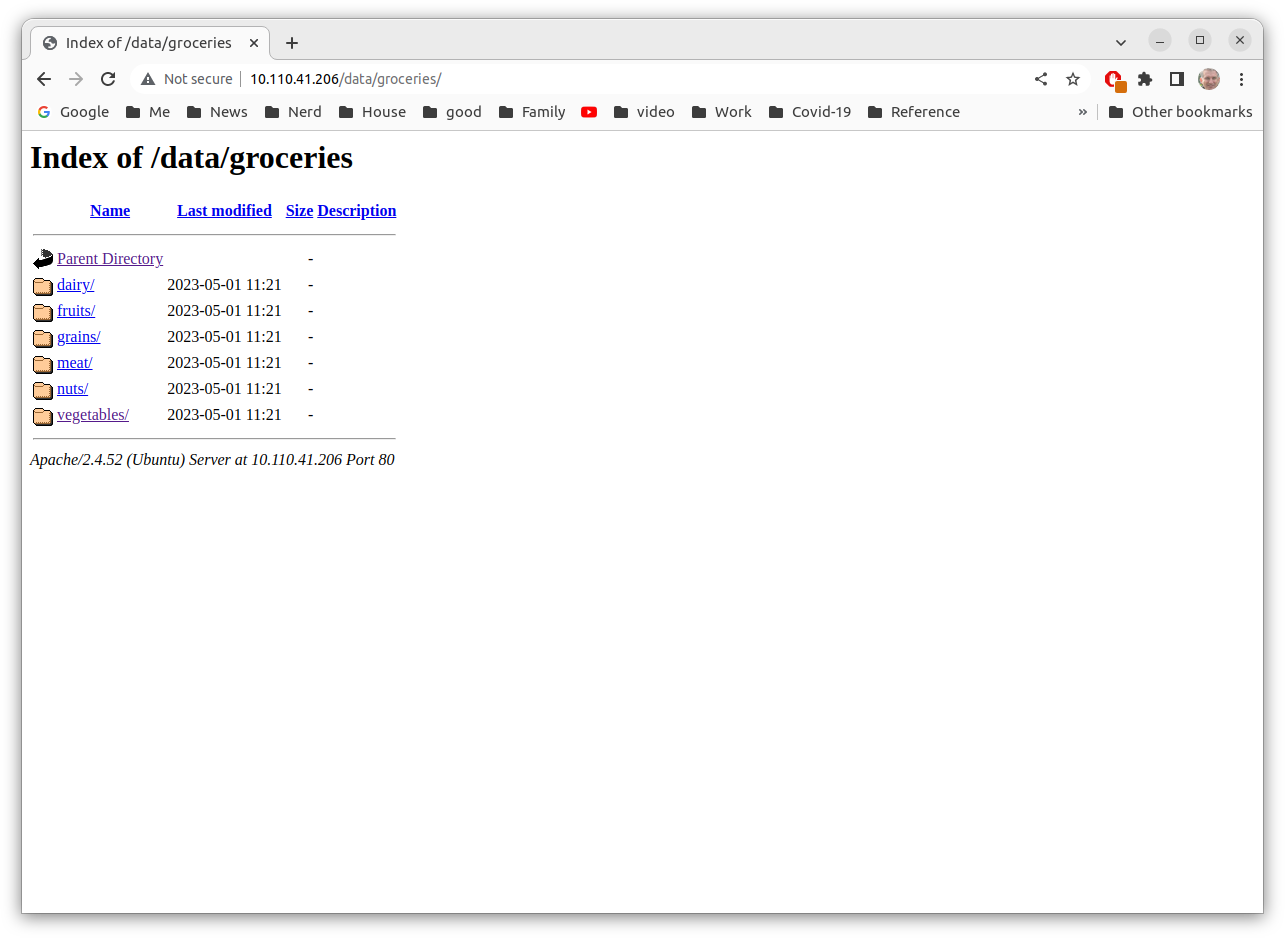 Index of /data/groceries
Not secure 10.110.41.206/data/groceries/
Google Me News Nerd House good Family video Work Covid-19 Reference » Other bookmarks
Index of /data/groceries
Name Last modified Size Description
Parent Directory -
dairy/ 2023-05-01 11:21 -
fruits/ 2023-05-01 11:21 -
grains/ 2023-05-01 11:21 -
meat/ 2023-05-01 11:21 -
nuts/ 2023-05-01 11:21 -
vegetables/ 2023-05-01 11:21 -
Apache/2.4.52 (Ubuntu) Server at 10.110.41.206 Port 80